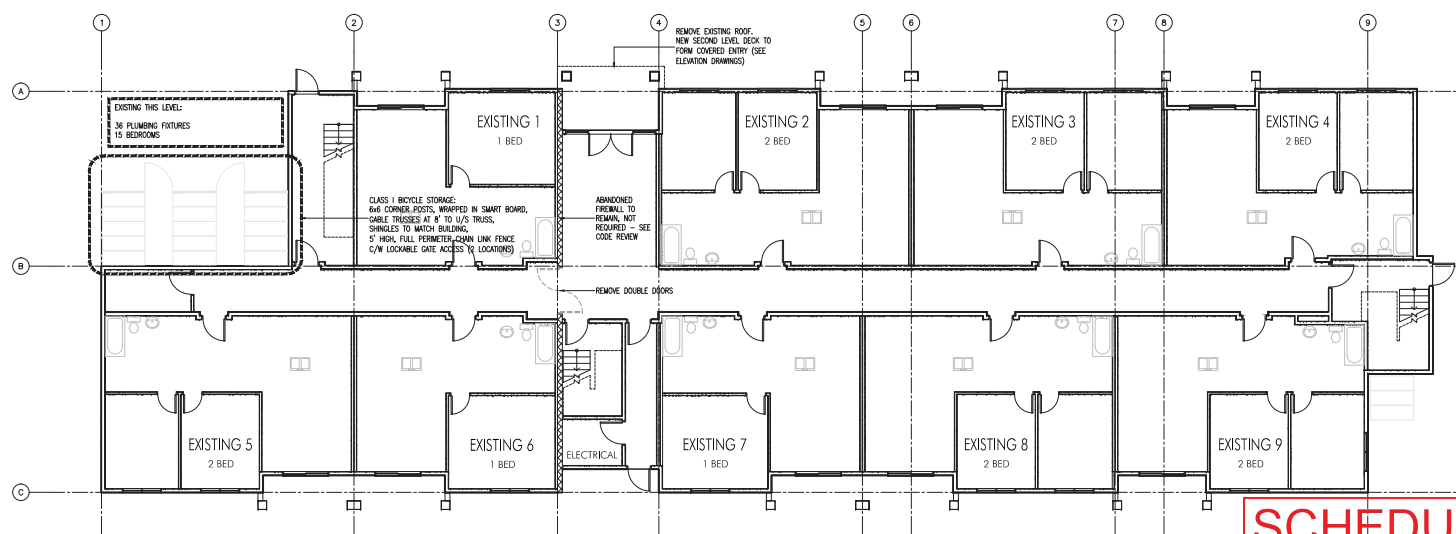 1
2
3
4
5
6
7
8
9
REMOVE EXISTING ROOF.
NEW SECOND LEVEL DECK TO
FORM COVERED ENTRY (SEE
ELEVATION DRAWINGS)
A
EXISTING THIS LEVEL:
36 PLUMBING FIXTURES
15 BEDROOMS
EXISTING 1
1 BED
EXISTING 2
2 BED
EXISTING 3
2 BED
EXISTING 4
2 BED
CLASS I BICYCLE STORAGE:
6x6 CORNER POSTS, WRAPPED IN SMART BOARD,
GABLE TRUSSES AT 8' TO U/S TRUSS,
SHINGLES TO MATCH BUILDING,
5' HIGH, FULL PERIMETER CHAIN LINK FENCE
C/W LOCKABLE GATE ACCESS (2 LOCATIONS)
ABANDONED
FIREWALL TO
REMAIN, NOT
REQUIRED - SEE
CODE REVIEW
B
REMOVE DOUBLE DOORS
EXISTING 5
2 BED
EXISTING 6
1 BED
ELECTRICAL
EXISTING 7
1 BED
EXISTING 8
2 BED
EXISTING 9
2 BED
C
SCHEDU